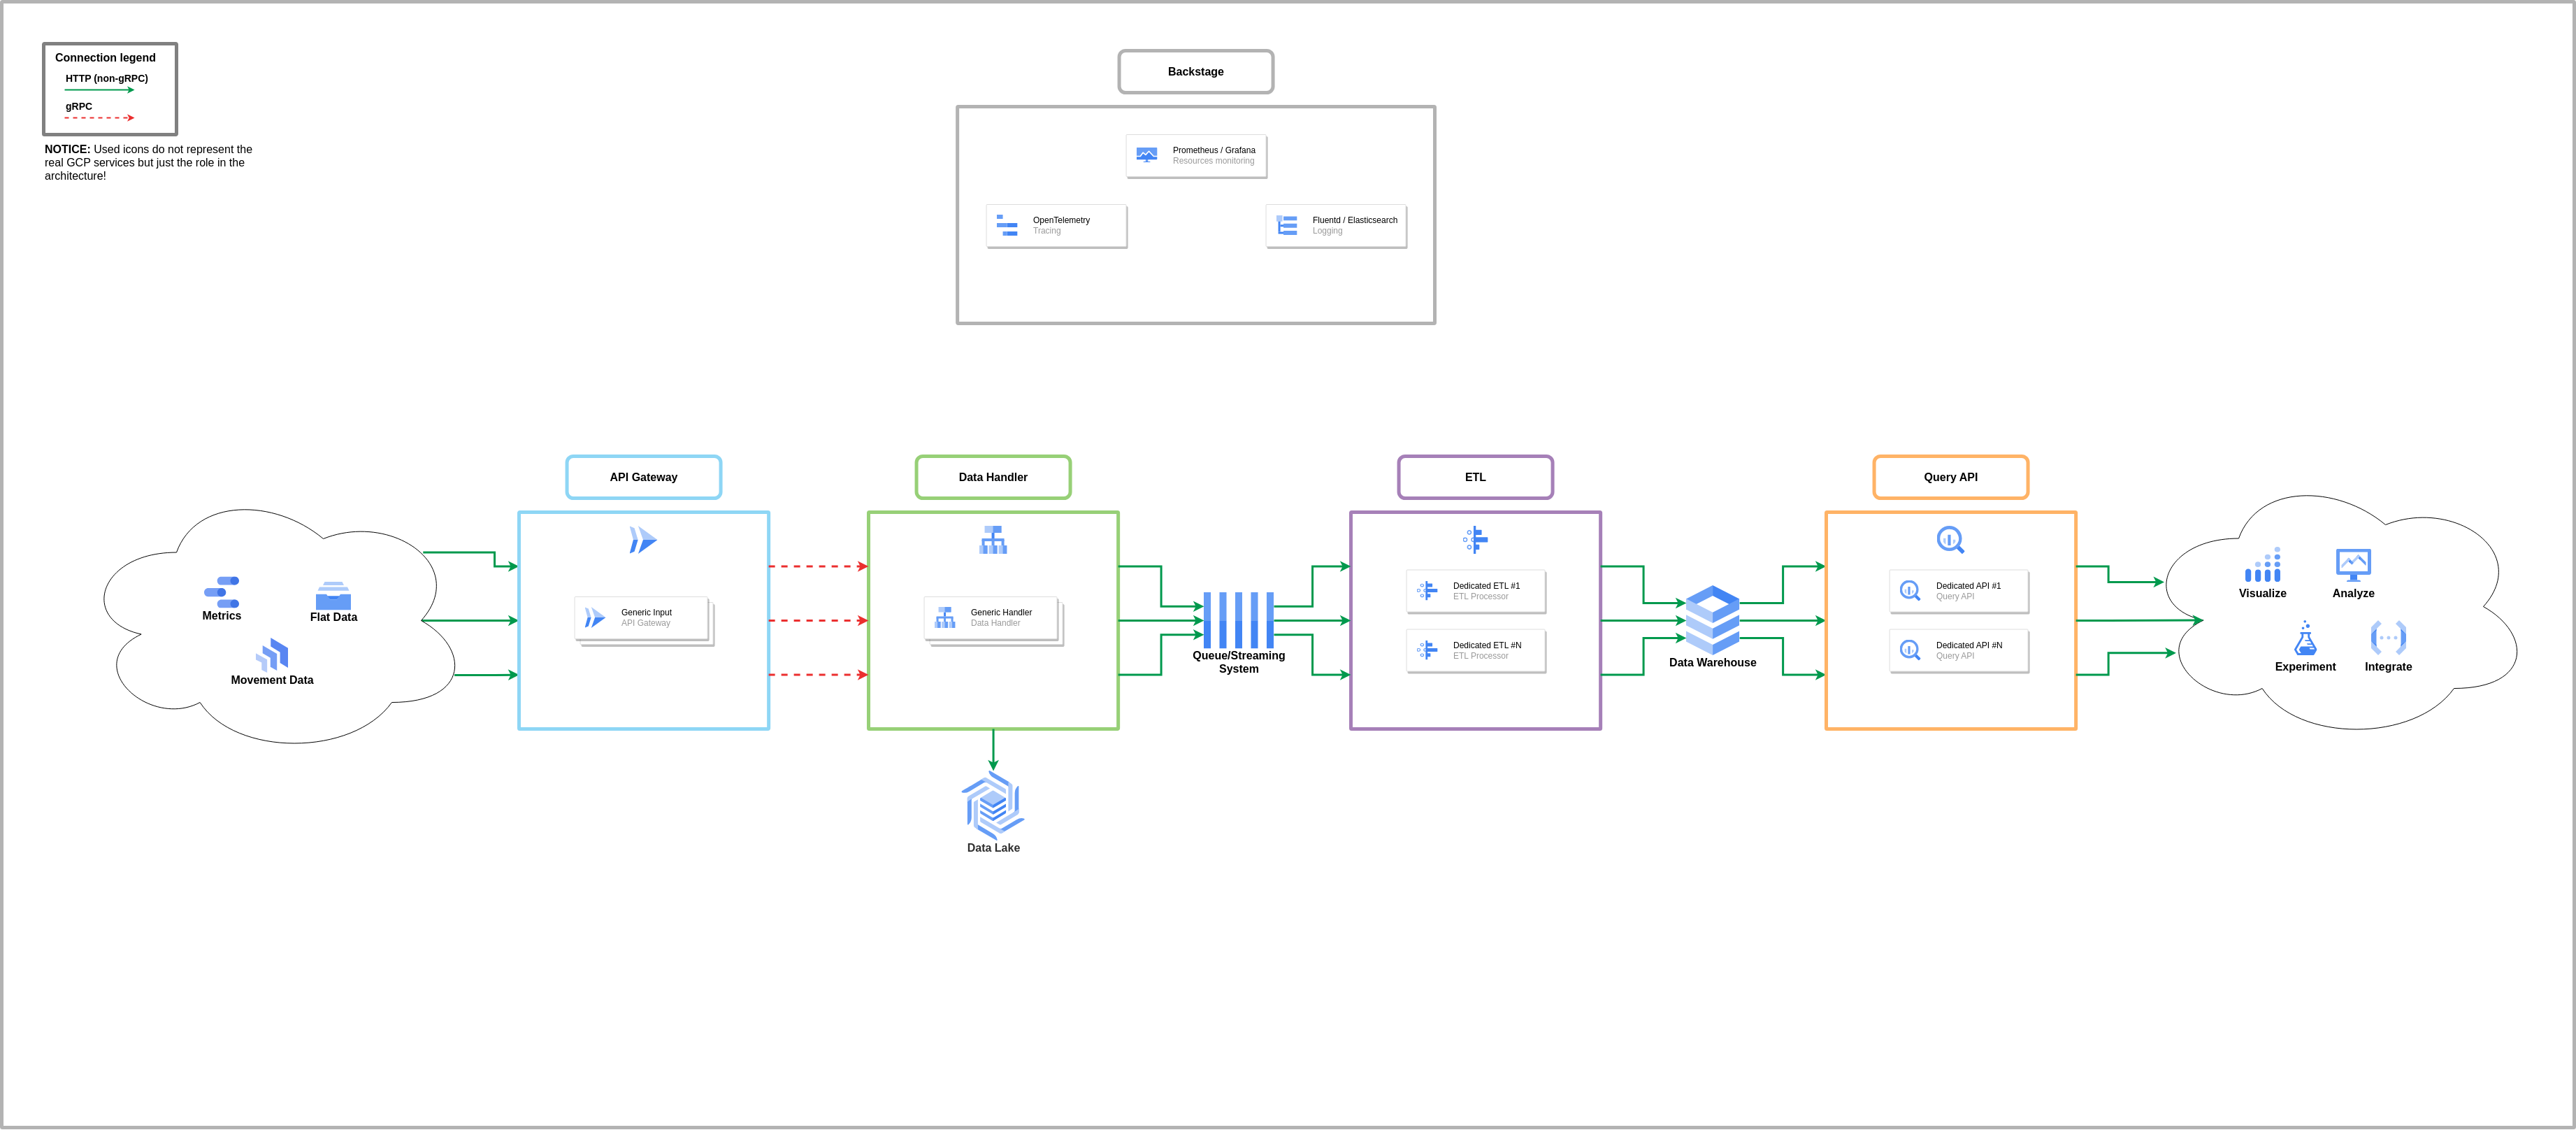 Connection legend
HTTP (non-gRPC)
gRPC
NOTICE: Used icons do not represent the
real GCP services but just the role in the
architecture!
Backstage
Prometheus / Grafana
Resources monitoring
OpenTelemetry
Tracing
Fluentd / Elasticsearch
Logging
Metrics
Flat Data
Movement Data
API Gateway
Generic Input
API Gateway
Data Handler
Generic Handler
Data Handler
Data Lake
Queue/Streaming
System
ETL
Dedicated ETL #1
ETL Processor
Dedicated ETL #N
ETL Processor
Data Warehouse
Query API
Dedicated API #1
Query API
Dedicated API #N
Query API
Visualize
Analyze
Experiment
Integrate